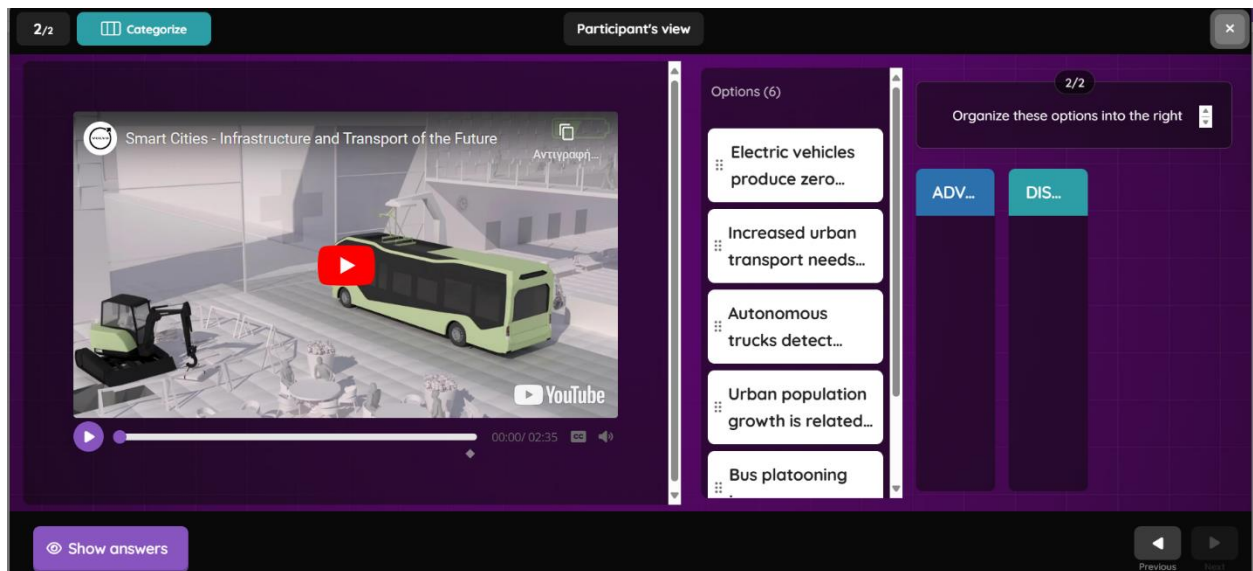 2/2
Categorize
Participant's view
×
Smart Cities - Infrastructure and Transport of the Future
Αντιγραφή...
YouTube
00:00/ 02:35
CC
Options (6)
Electric vehicles
produce zero...
Increased urban
transport needs...
Autonomous
trucks detect...
Urban population
growth is related...
Bus platooning
2/2
Organize these options into the right
ADV...
DIS...
Show answers
Previous
Next